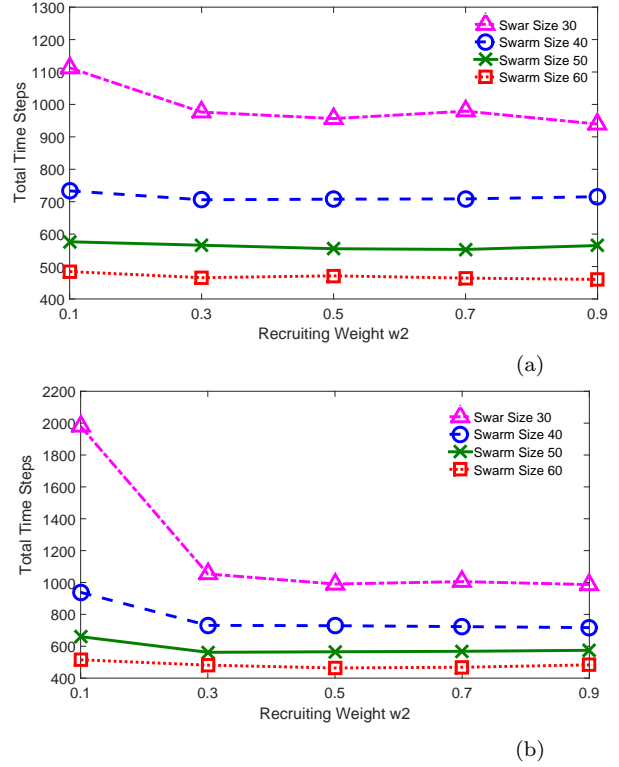 1300
1200
1100
1000
900
800
700
600
500
400
Total Time Steps
0.1 0.3 0.5 0.7 0.9
Recruiting Weight w2
Swar Size 30
Swarm Size 40
Swarm Size 50
Swarm Size 60
(a)
2200
2000
1800
1600
1400
1200
1000
800
600
400
Total Time Steps
0.1 0.3 0.5 0.7 0.9
Recruiting Weight w2
Swar Size 30
Swarm Size 40
Swarm Size 50
Swarm Size 60
(b)